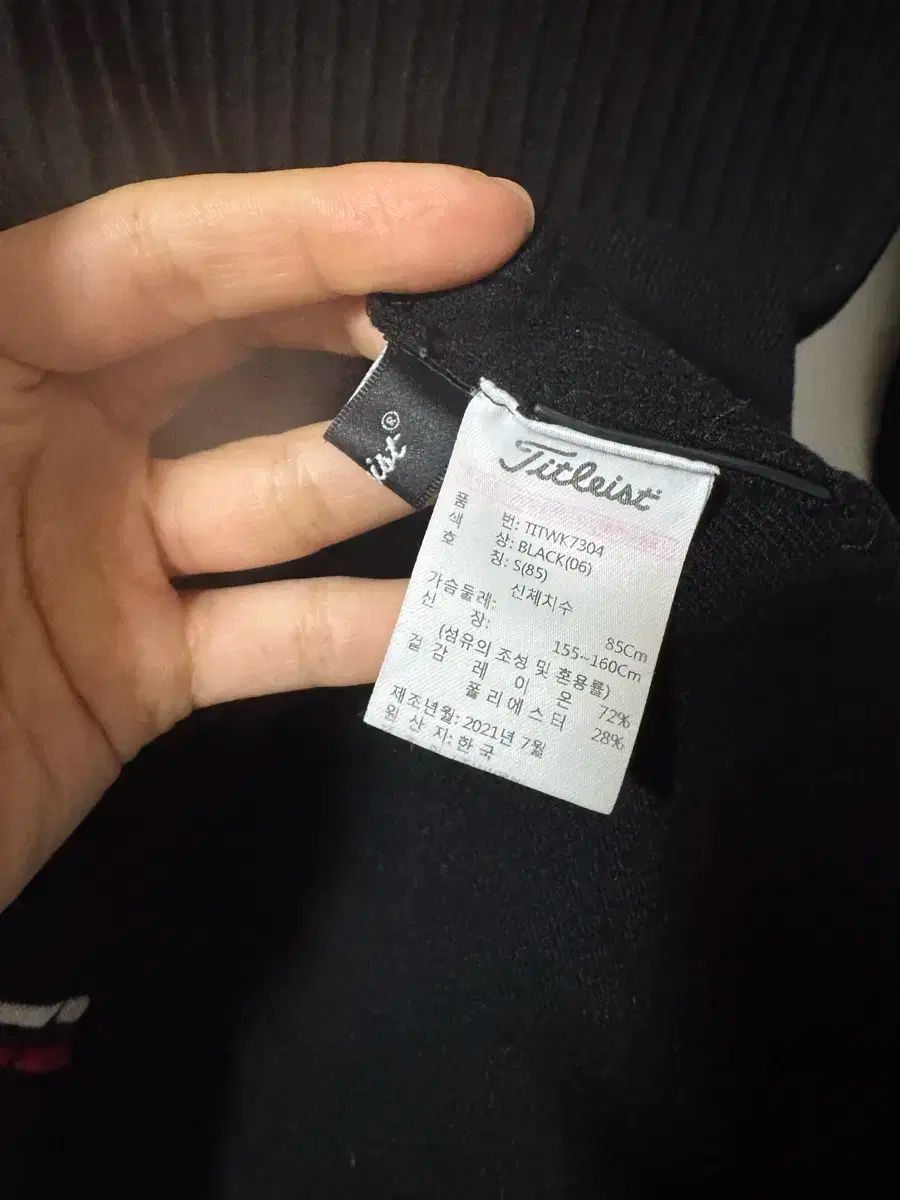 ist®
Titleist
품 번: TITWK7304
색 상: BLACK(06)
호 칭: S(85)
신체치수
가슴둘레: 85Cm
신 장: 155~160Cm
(섬유의 조성 및 혼용률)
겉 감 레 이 온 72%
폴 리 에 스 터 28%
제조년월: 2021년 7월
원 산 지: 한국